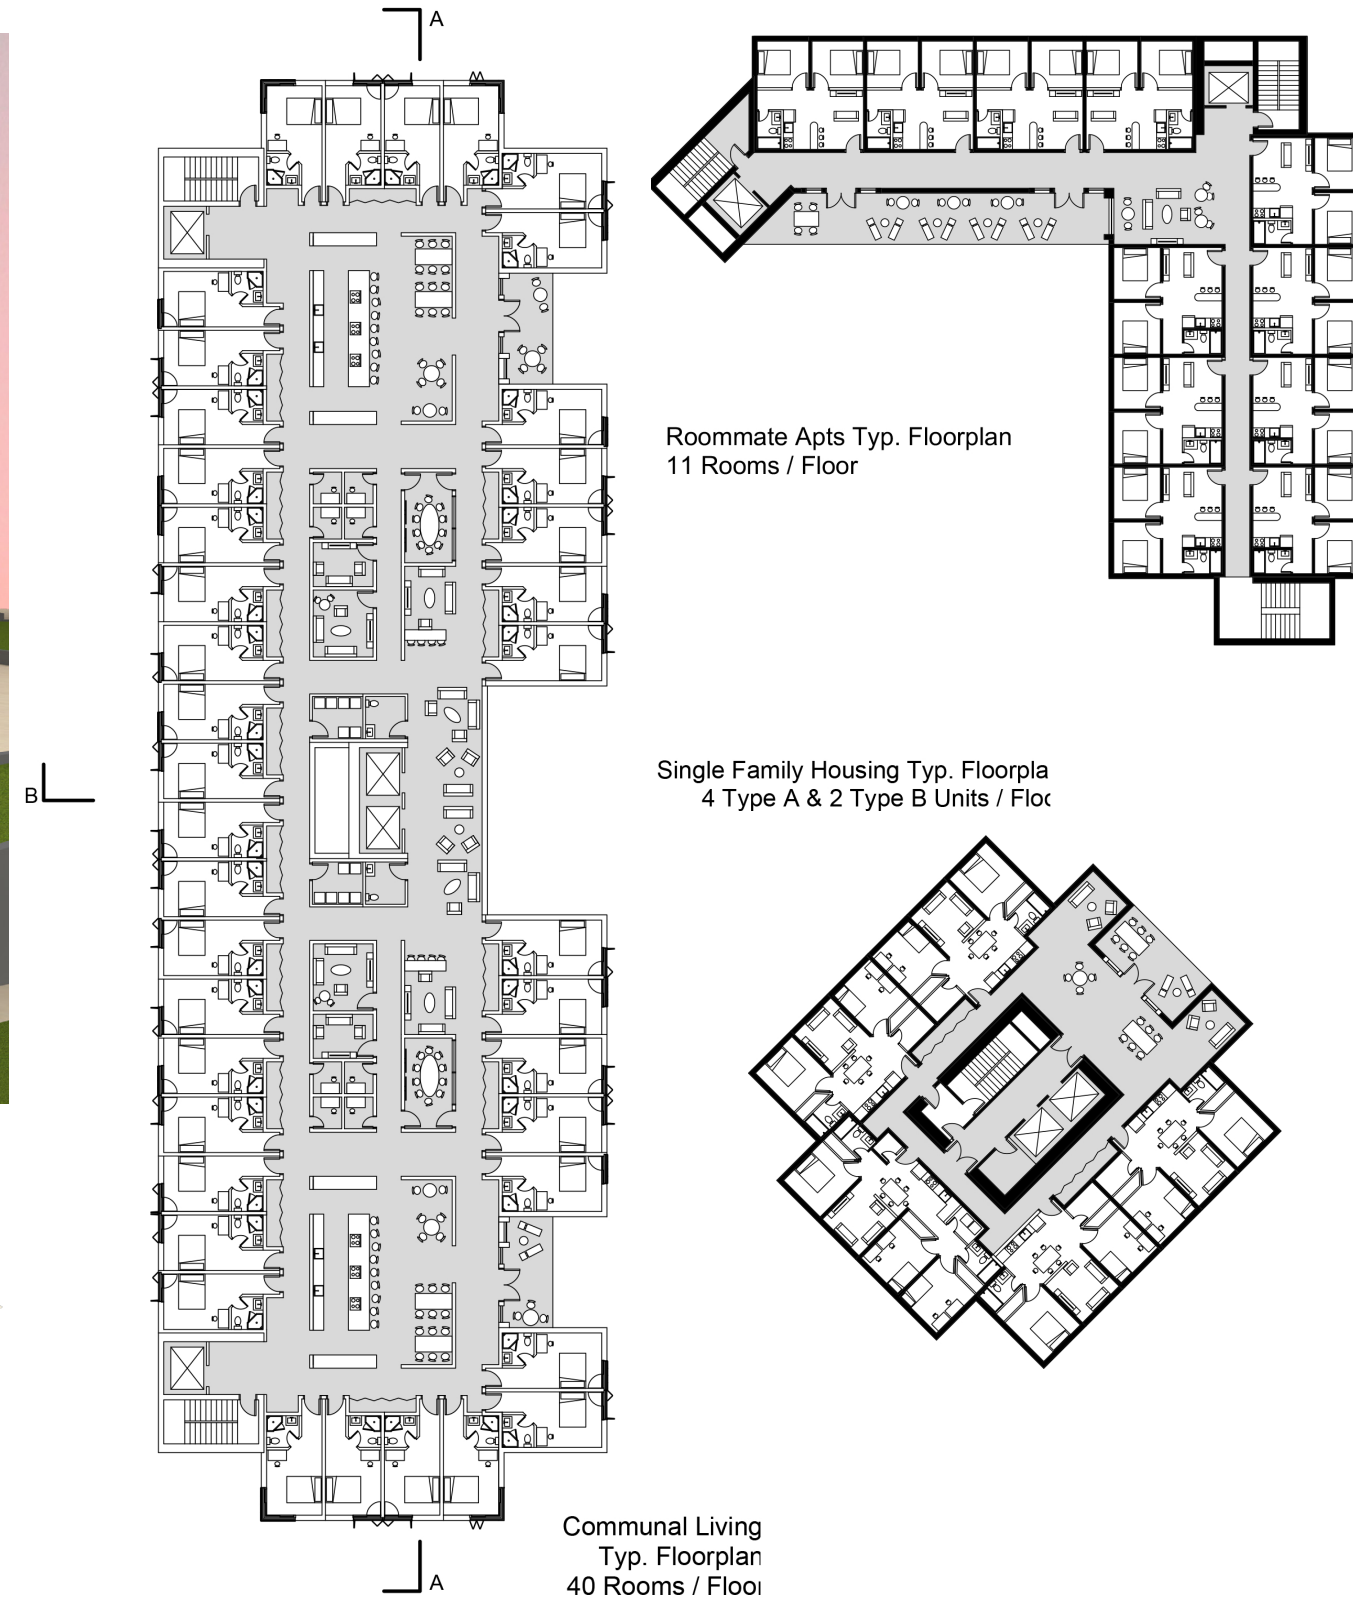 A
Roommate Apts Typ. Floorplan
11 Rooms / Floor
Single Family Housing Typ. Floorpla
4 Type A & 2 Type B Units / Floo
B
Communal Living
Typ. Floorplan
40 Rooms / Floor
A